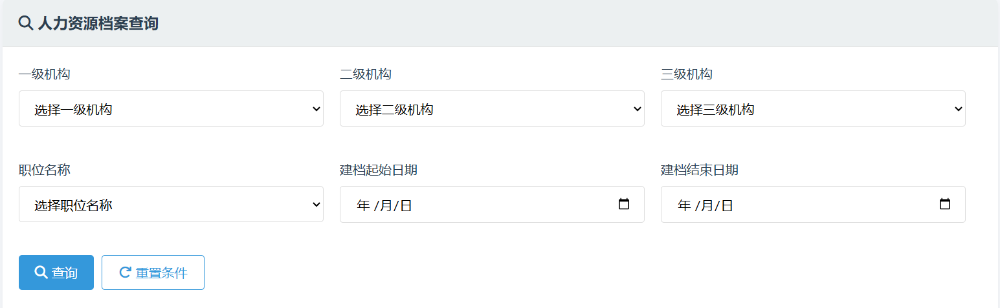 人力资源档案查询
一级机构 二级机构 三级机构
选择一级机构 选择二级机构 选择三级机构
职位名称 建档起始日期 建档结束日期
选择职位名称 年 /月/日 年 /月/日
查询 重置条件